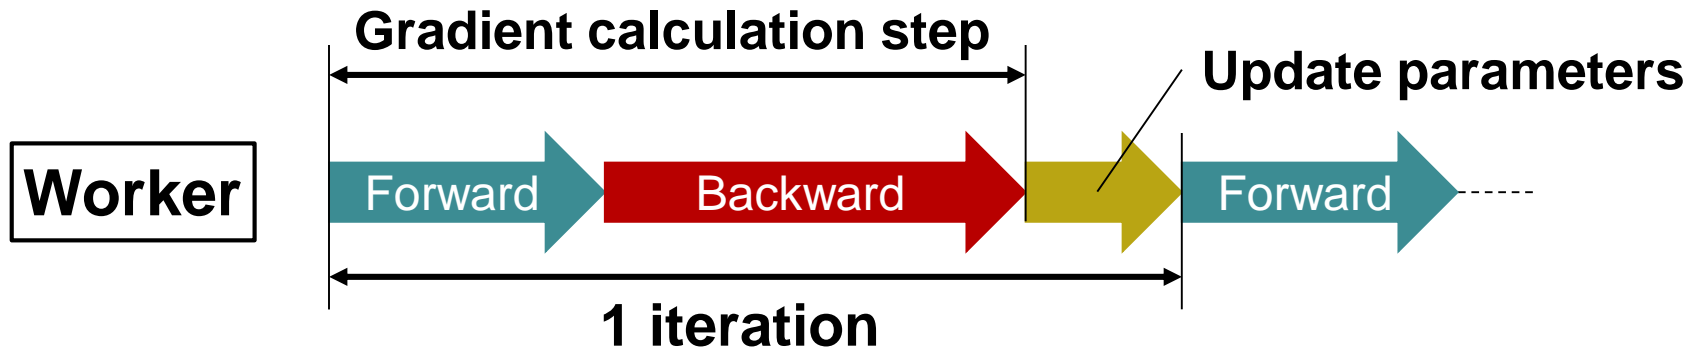 Gradient calculation step
Update parameters
Worker
Forward
Backward
Forward
1 iteration